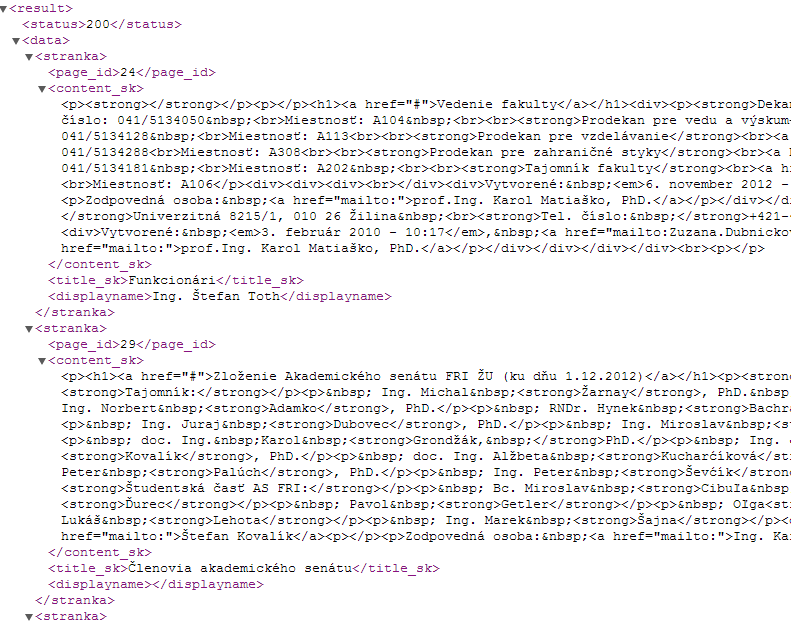 ▼<result>
<status>200</status>
▼<data>
▼<stranka>
<page_id>24</page_id>
▼<content_sk>
<p><strong></strong></p><p></p><h1><a href="#">Vedenie fakulty</a></h1><div><p><strong>Dekan
číslo: 041/5134050&nbsp;<br>Miestnosť: A104&nbsp;<br><br><strong>Prodekan pre vedu a výskum
041/5134128&nbsp;<br>Miestnosť: A113<br><br><strong>Prodekan pre vzdelávanie</strong><br><a
041/5134288<br>Miestnosť: A308<br><br><strong>Prodekan pre zahraničné styky</strong><br><a
041/5134181&nbsp;<br>Miestnosť: A202&nbsp;<br><br><strong>Tajomník fakulty</strong><br><a h
<br>Miestnosť: A106</p><div><div><div><br></div><div>Vytvorené:&nbsp;<em>6. november 2012 -
<p>Zodpovedná osoba:&nbsp;<a href="mailto:">prof.Ing. Karol Matiaško, PhD.</a></p></div></di
</strong>Univerzitná 8215/1, 010 26 Žilina&nbsp;<br><strong>Tel. číslo:&nbsp;</strong>+421-
<div>Vytvorené:&nbsp;<em>3. február 2010 - 10:17</em>,&nbsp;<a href="mailto:Zuzana.Dubnickov
href="mailto:">prof.Ing. Karol Matiaško, PhD.</a></p></div></div></div></div><br><p></p>
</content_sk>
<title_sk>Funkcionári</title_sk>
<displayname>Ing. Štefan Toth</displayname>
</stranka>
▼<stranka>
<page_id>29</page_id>
▼<content_sk>
<p><h1><a href="#">Zloženie Akademického senátu FRI ŽU (ku dňu 1.12.2012)</a></h1><p><stron
<strong>Tajomník:</strong></p><p>&nbsp; Ing. Michal&nbsp;<strong>Žarnay</strong>, PhD.&nbsp
Ing. Norbert&nbsp;<strong>Adamko</strong>, PhD.</p><p>&nbsp; RNDr. Hynek&nbsp;<strong>Bachra
<p>&nbsp; Ing. Juraj&nbsp;<strong>Dubovec</strong>, PhD.</p><p>&nbsp; Ing. Miroslav&nbsp;<s
<p>&nbsp; doc. Ing.&nbsp;Karol&nbsp;<strong>Grondžák,&nbsp;</strong>PhD.</p><p>&nbsp; Ing.
<strong>Kovalík</strong>, PhD.</p><p>&nbsp; doc. Ing. Alžbeta&nbsp;<strong>Kucharćíková</st
Peter&nbsp;<strong>Palúch</strong>, PhD.</p><p>&nbsp; Ing. Peter&nbsp;<strong>Ševčík</stron
<strong>Študentská časť AS FRI:</strong></p><p>&nbsp; Bc. Miroslav&nbsp;<strong>CibuIa&nbsp
<strong>Ďurec</strong></p><p>&nbsp; Pavol&nbsp;<strong>Getler</strong></p><p>&nbsp; OIga<st
Lukáš&nbsp;<strong>Lehota</strong></p><p>&nbsp; Ing. Marek&nbsp;<strong>Šajna</strong></p><
href="mailto:">Štefan Kovalík</a><p></p><p>Zodpovedná osoba:&nbsp;<a href="mailto:">Ing. Ka
</content_sk>
<title_sk>Členovia akademického senátu</title_sk>
<displayname></displayname>
</stranka>
▼<stranka>